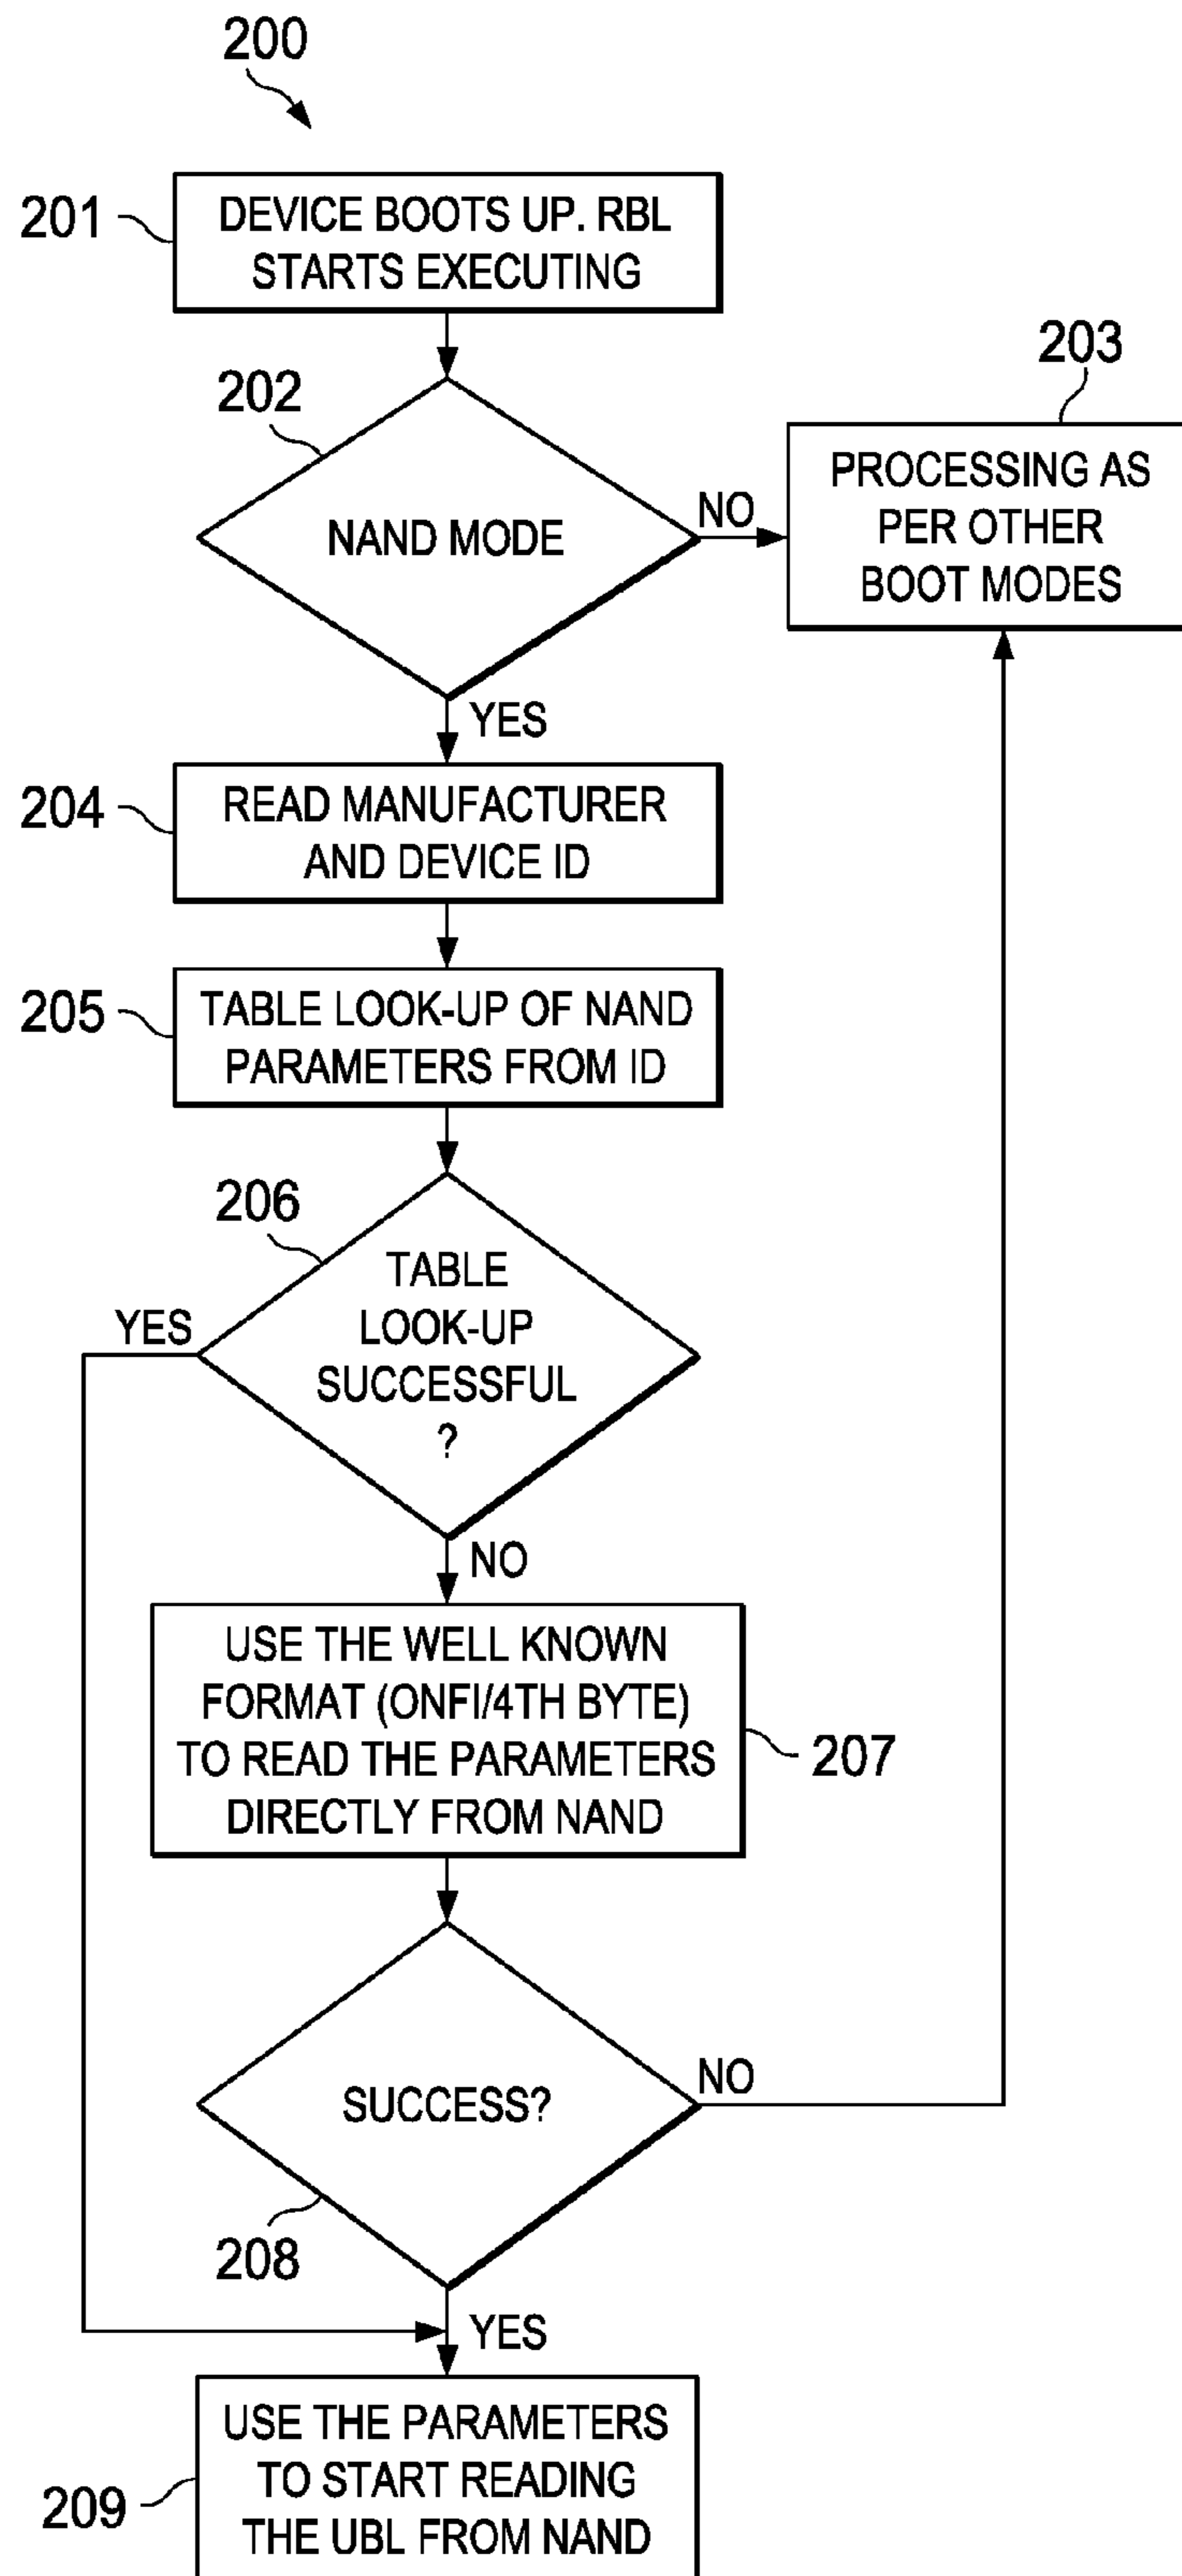 200
201
DEVICE BOOTS UP. RBL
STARTS EXECUTING
202
NAND MODE
NO
203
PROCESSING AS
PER OTHER
BOOT MODES
YES
204
READ MANUFACTURER
AND DEVICE ID
205
TABLE LOOK-UP OF NAND
PARAMETERS FROM ID
206
TABLE
LOOK-UP
SUCCESSFUL
?
YES
NO
USE THE WELL KNOWN
FORMAT (ONFI/4TH BYTE)
TO READ THE PARAMETERS
DIRECTLY FROM NAND
207
SUCCESS?
NO
208
YES
209
USE THE PARAMETERS
TO START READING
THE UBL FROM NAND